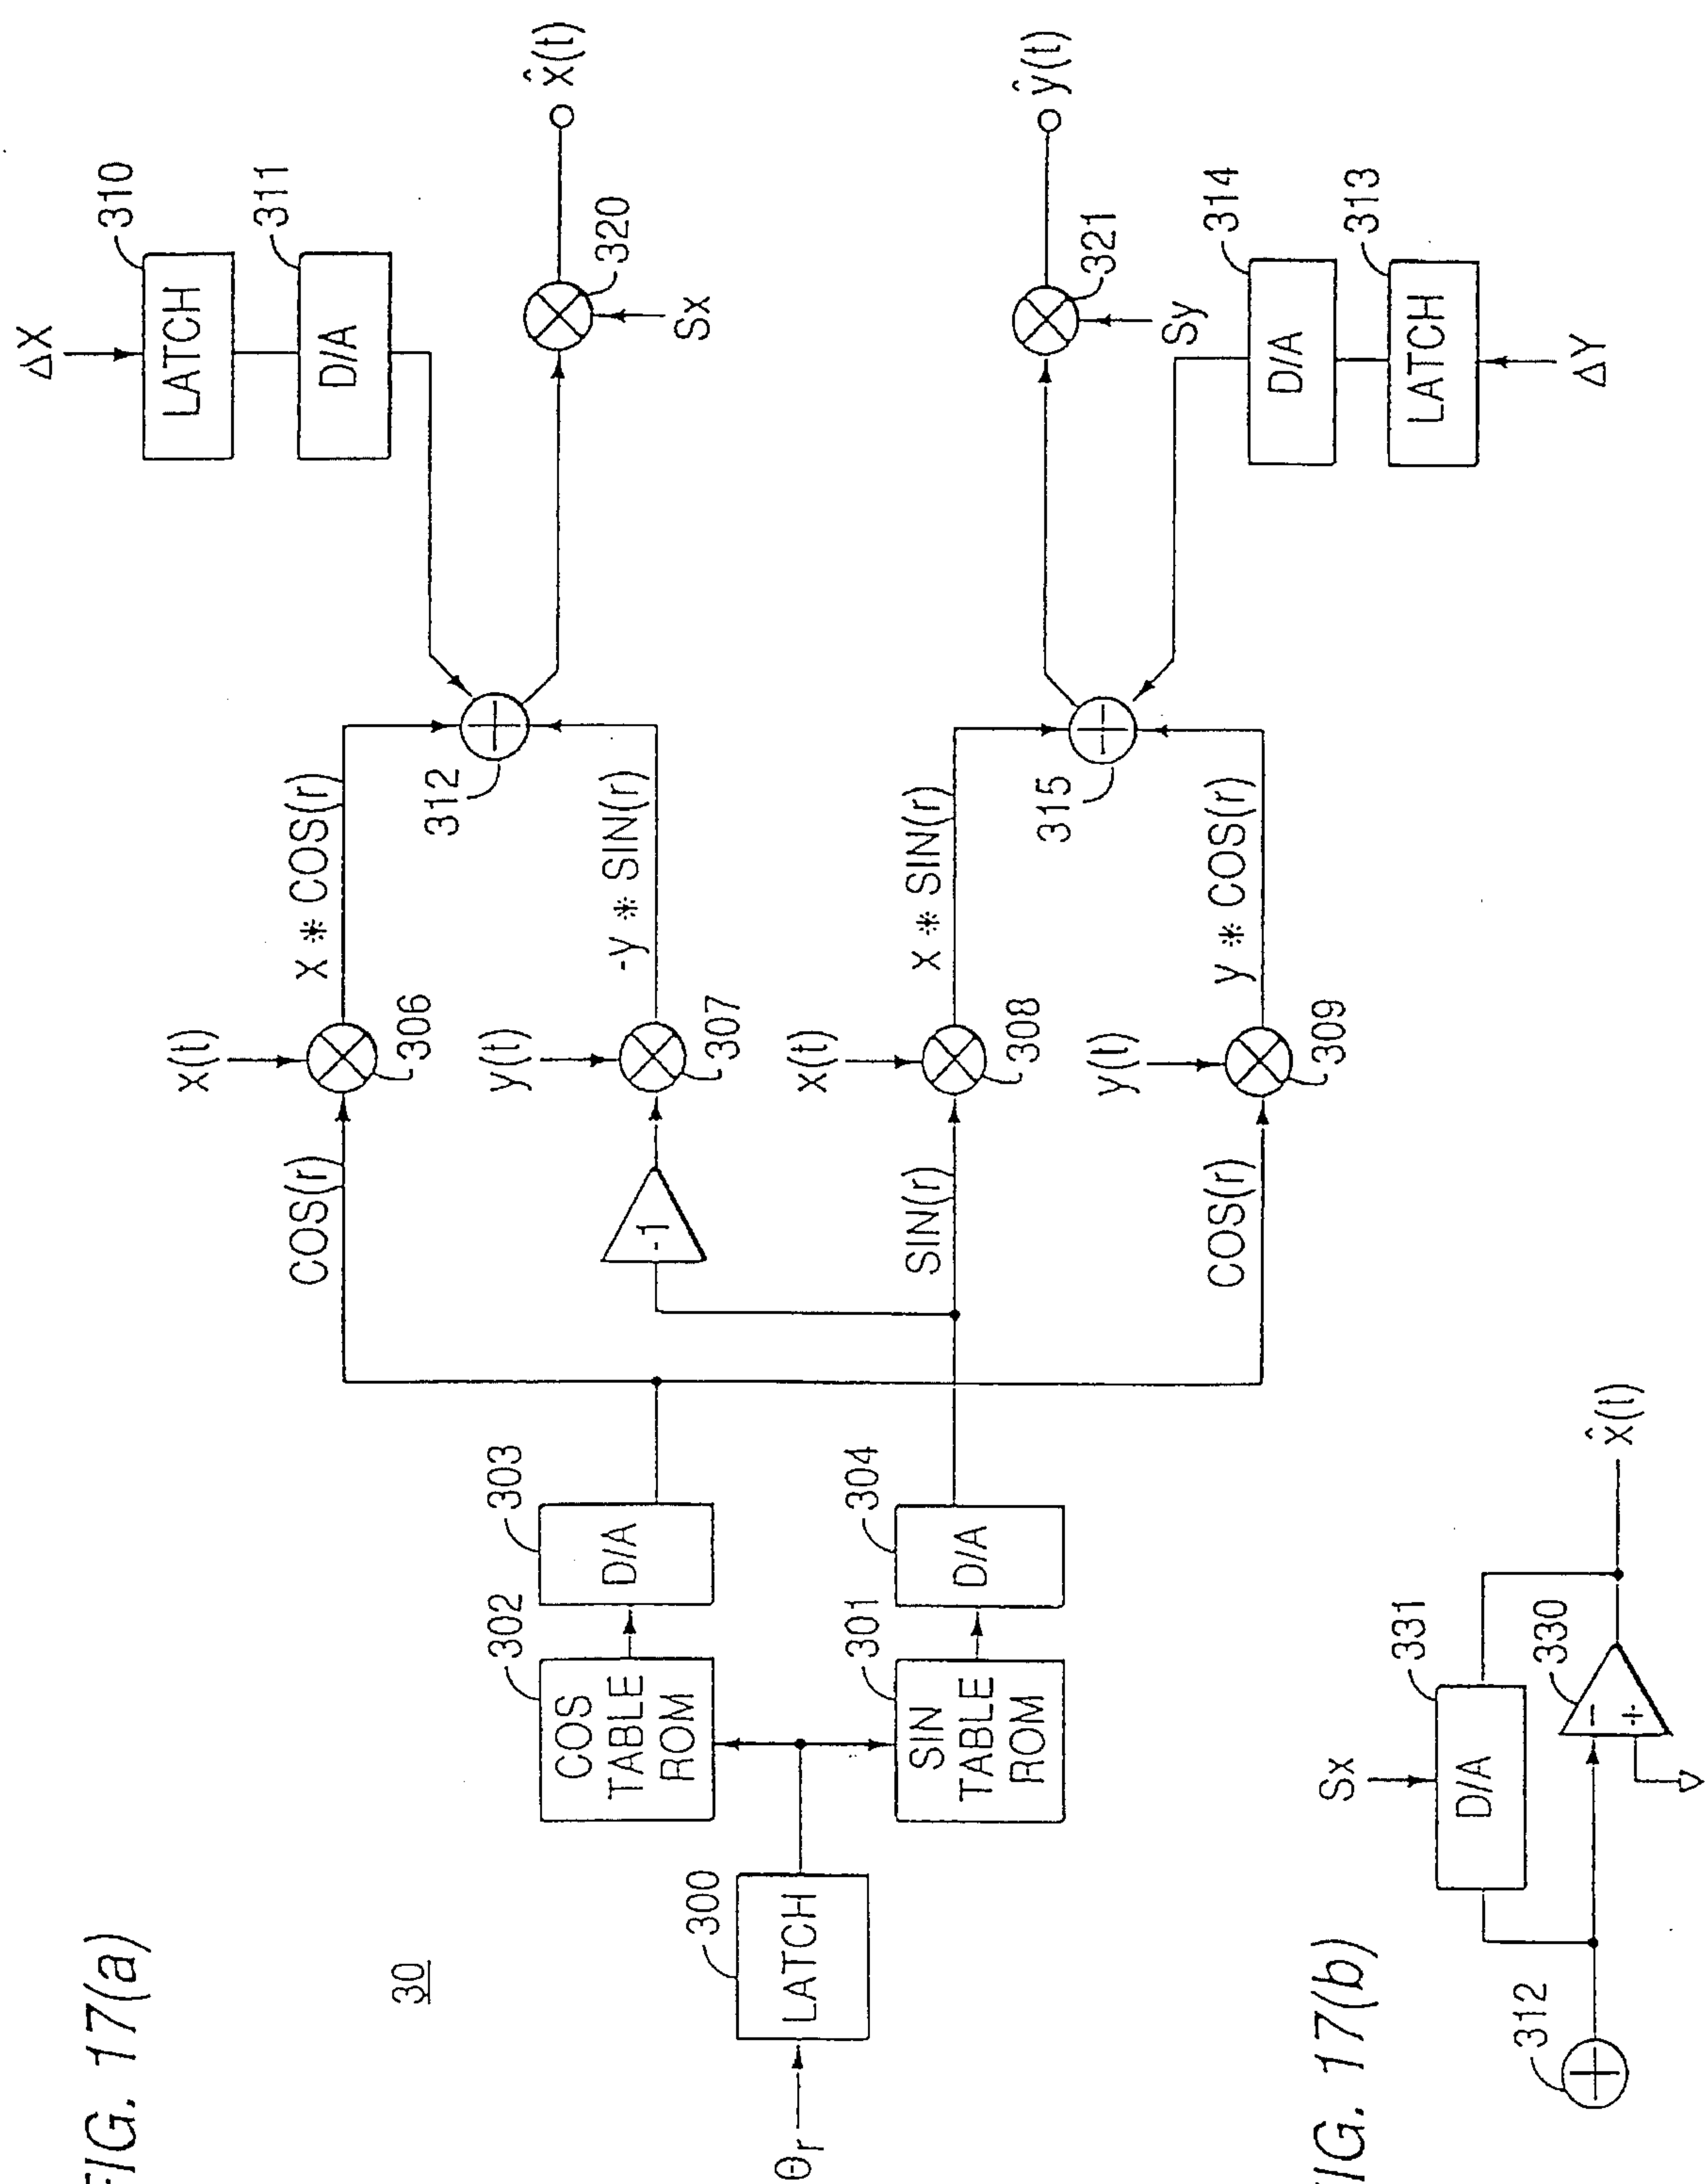 FIG. 17(a)
30
ΔX
310
LATCH
311
D/A
x̂(t)
320
Sx
x(t)
COS(r)
306
x * COS(r)
312
y(t)
-1
307
-y * SIN(r)
302
COS
TABLE
ROM
303
D/A
θr
300
LATCH
301
SIN
TABLE
ROM
304
D/A
SIN(r)
x(t)
308
x * SIN(r)
315
COS(r)
y(t)
309
y * COS(r)
ŷ(t)
321
Sy
314
D/A
313
LATCH
ΔY
FIG. 17(b)
312
Sx
331
D/A
330
-
+
x̂(t)